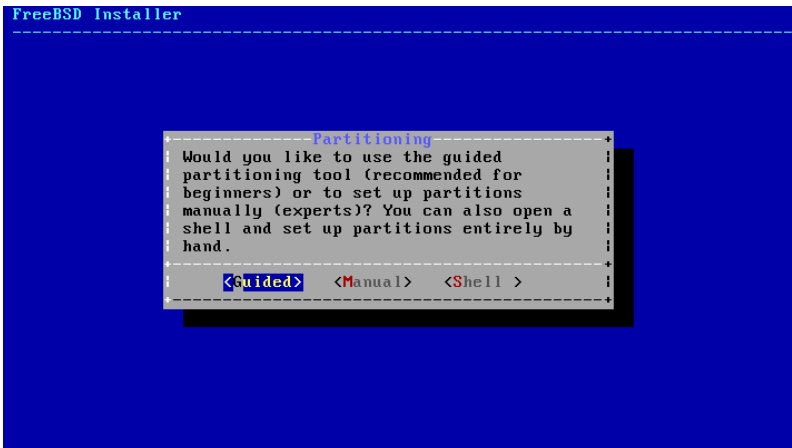 FreeBSD Installer
Partitioning
Would you like to use the guided
partitioning tool (recommended for
beginners) or to set up partitions
manually (experts)? You can also open a
shell and set up partitions entirely by
hand.
<Guided> <Manual> <Shell >